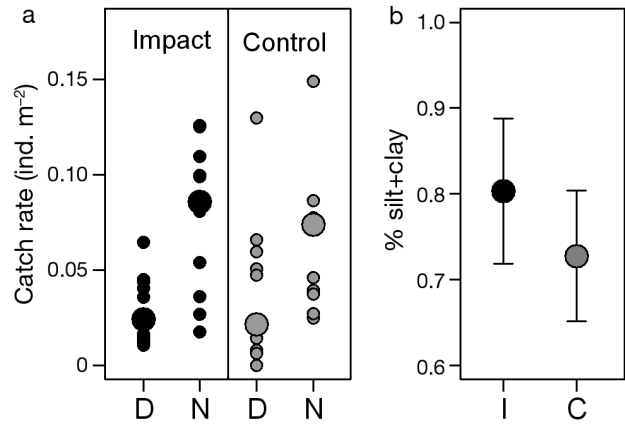 a
Impact
Control
Catch rate (ind. m⁻²)
0.15
0.10
0.05
0
D
N
D
N
b
% silt+clay
1.0
0.9
0.8
0.7
0.6
I
C